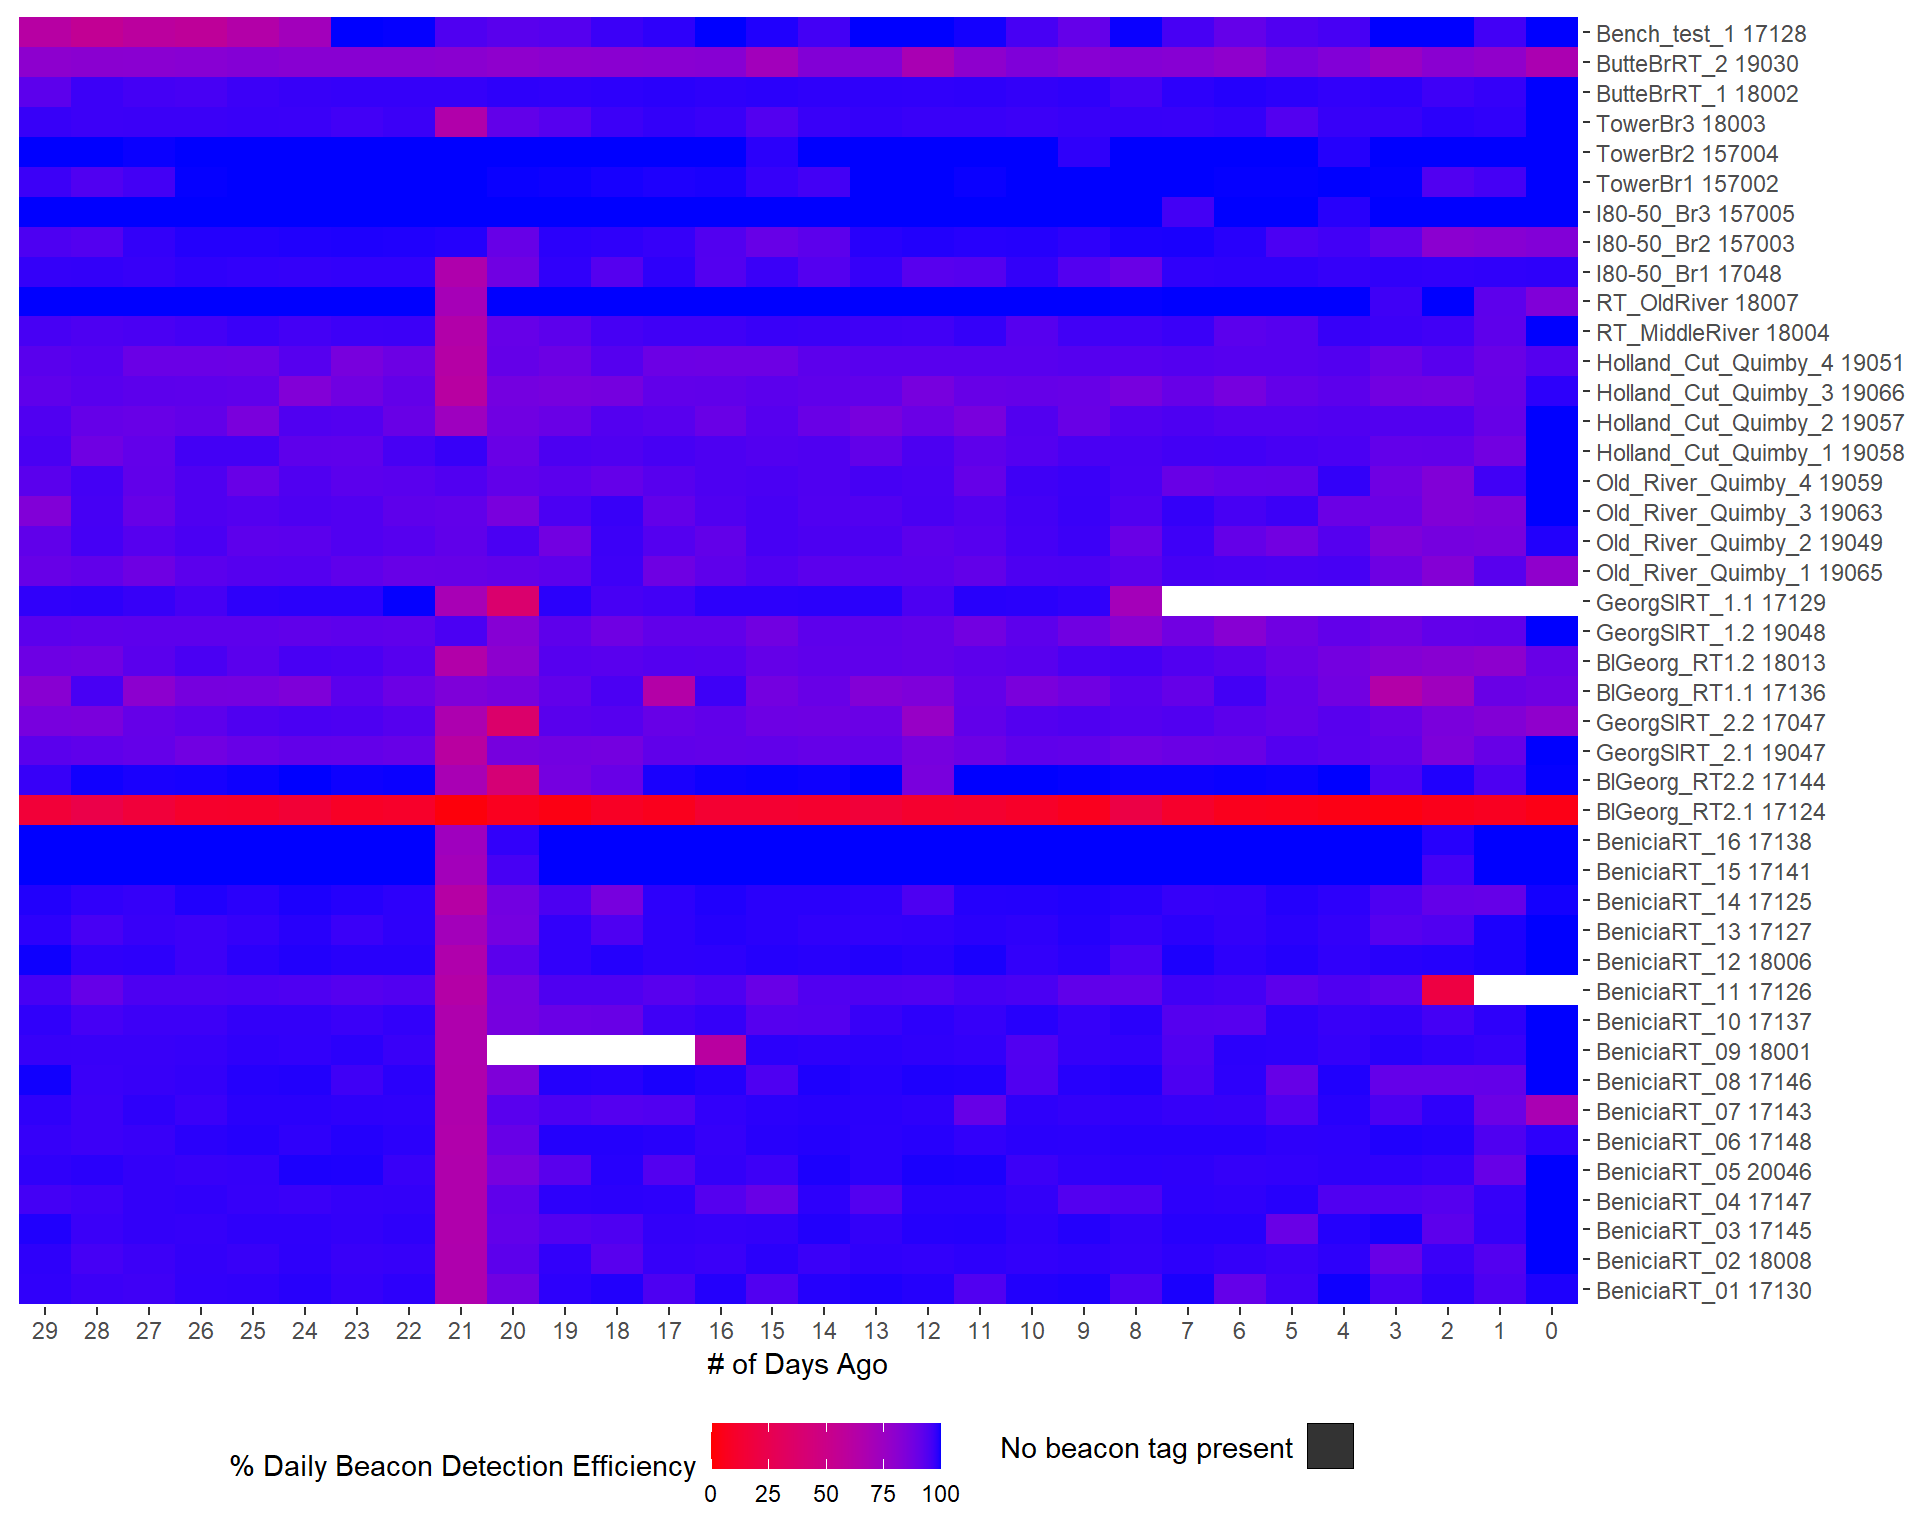 Bench_test_1 17128
ButteBrRT_2 19030
ButteBrRT_1 18002
TowerBr3 18003
TowerBr2 157004
TowerBr1 157002
I80-50_Br3 157005
I80-50_Br2 157003
I80-50_Br1 17048
RT_OldRiver 18007
RT_MiddleRiver 18004
Holland_Cut_Quimby_4 19051
Holland_Cut_Quimby_3 19066
Holland_Cut_Quimby_2 19057
Holland_Cut_Quimby_1 19058
Old_River_Quimby_4 19059
Old_River_Quimby_3 19063
Old_River_Quimby_2 19049
Old_River_Quimby_1 19065
GeorgSlRT_1.1 17129
GeorgSlRT_1.2 19048
BlGeorg_RT1.2 18013
BlGeorg_RT1.1 17136
GeorgSlRT_2.2 17047
GeorgSlRT_2.1 19047
BlGeorg_RT2.2 17144
BlGeorg_RT2.1 17124
BeniciaRT_16 17138
BeniciaRT_15 17141
BeniciaRT_14 17125
BeniciaRT_13 17127
BeniciaRT_12 18006
BeniciaRT_11 17126
BeniciaRT_10 17137
BeniciaRT_09 18001
BeniciaRT_08 17146
BeniciaRT_07 17143
BeniciaRT_06 17148
BeniciaRT_05 20046
BeniciaRT_04 17147
BeniciaRT_03 17145
BeniciaRT_02 18008
BeniciaRT_01 17130
29 28 27 26 25 24 23 22 21 20 19 18 17 16 15 14 13 12 11 10 9 8 7 6 5 4 3 2 1 0
# of Days Ago
% Daily Beacon Detection Efficiency
0 25 50 75 100
No beacon tag present